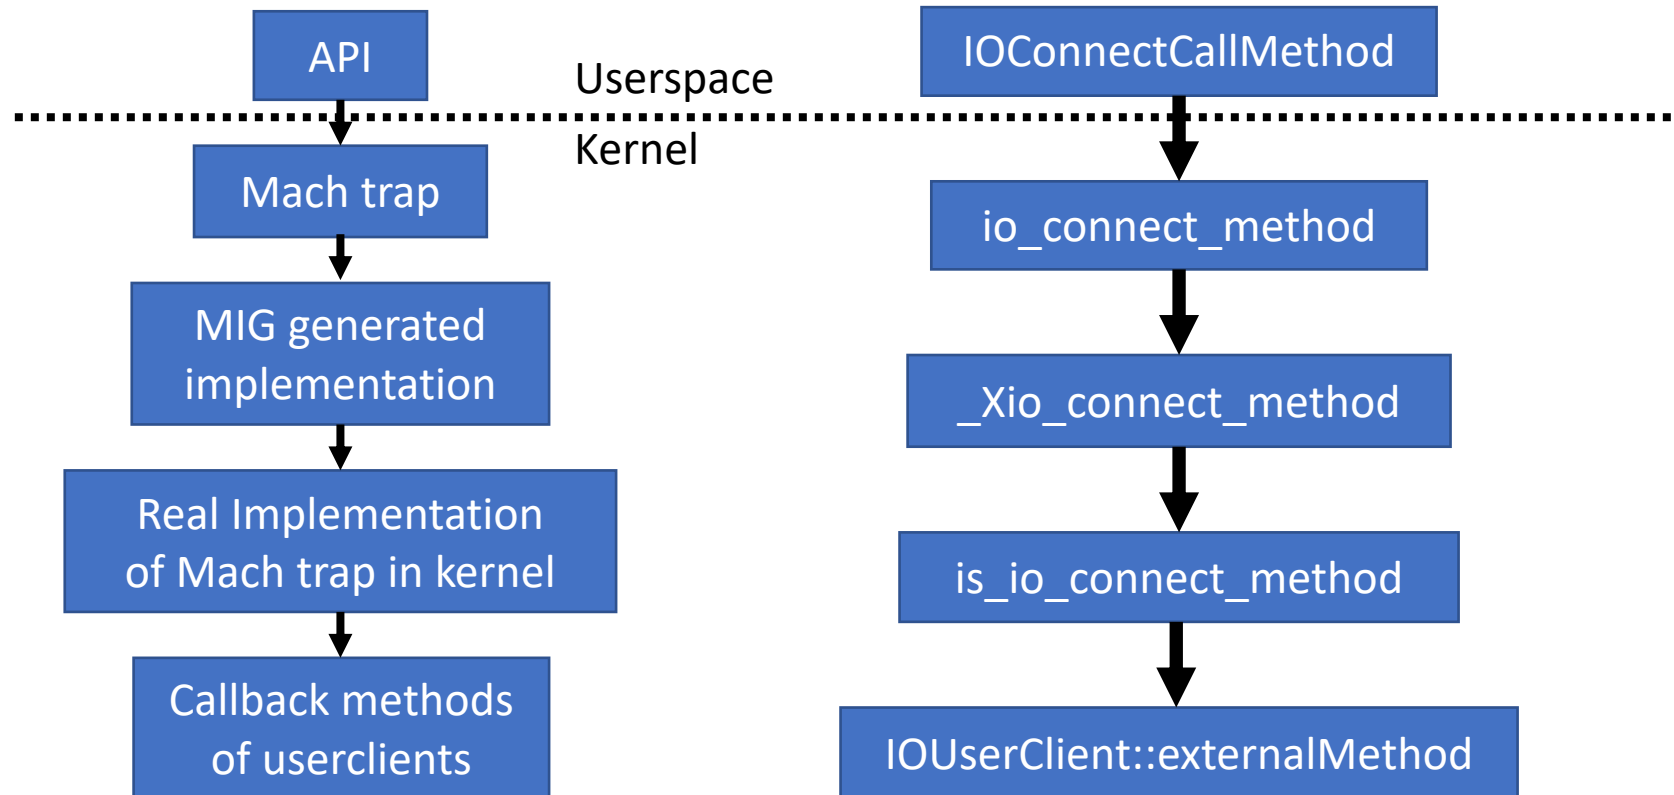 API
Userspace
IOConnectCallMethod
Kernel
Mach trap
io_connect_method
MIG generated
implementation
_Xio_connect_method
Real Implementation
of Mach trap in kernel
is_io_connect_method
Callback methods
of userclients
IOUserClient::externalMethod